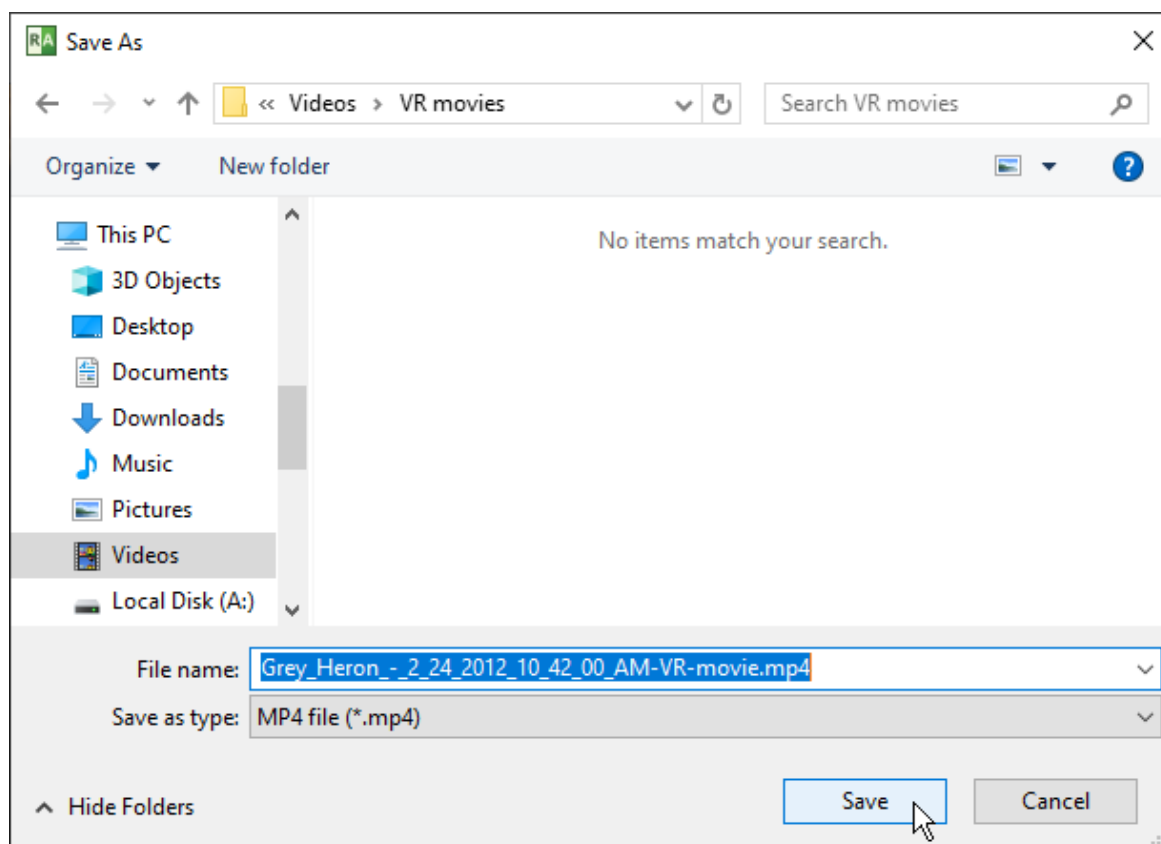 RA Save As
« Videos > VR movies
Search VR movies
Organize
New folder
?
This PC
3D Objects
Desktop
Documents
Downloads
Music
Pictures
Videos
Local Disk (A:)
No items match your search.
File name: Grey_Heron_-_2_24_2012_10_42_00_AM-VR-movie.mp4
Save as type: MP4 file (*.mp4)
Hide Folders
Save
Cancel